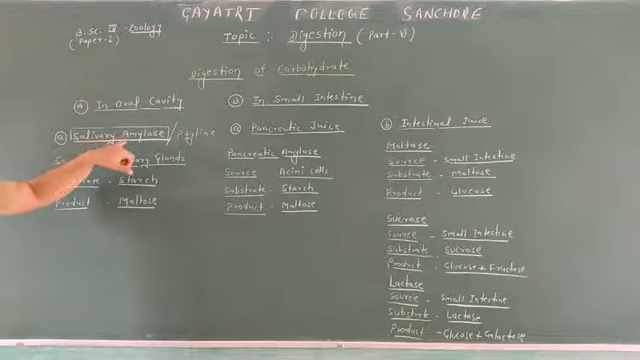 GAYATRI COLLEGE SANCHORE
B.Sc. III - Zoology
(Paper-I)
Topic :- Digestion (Part-V)
Digestion of Carbohydrate
(A) In Oral Cavity
(a) Salivary Amylase / Ptyline
Glands
Starch
Product - Maltose
In Small Intestine
(a) Pancreatic Juice
Pancreatic Amylase
Source Acini cells
Substrate - Starch
Product - Maltose
(b) Intestinal Juice
Maltase
Source - Small Intestine
Substrate - Maltose
Product - Glucose
Sucrase
Source - Small Intestine
Substrate - Sucrose
Product - Glucose + Fructose
Lactase
Source - Small Intestine
Substrate - Lactose
Product - Glucose + Galactose